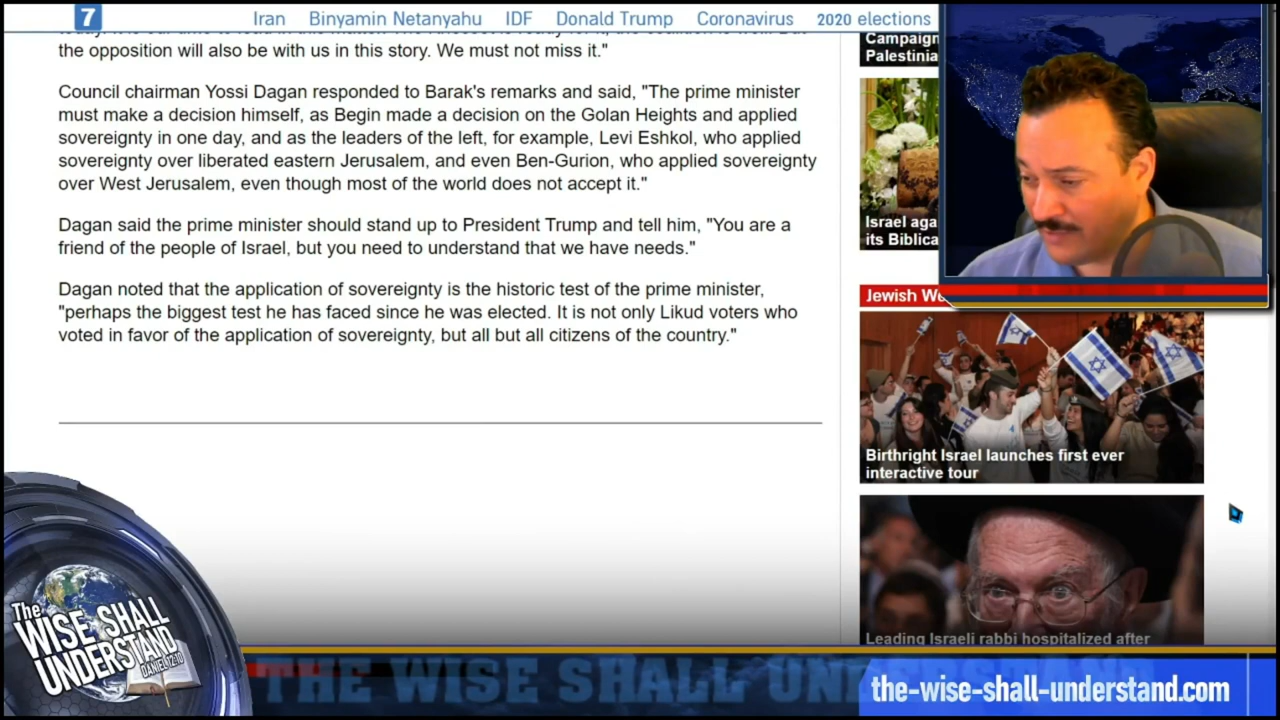 7
Iran Binyamin Netanyahu IDF Donald Trump Coronavirus 2020 elections
the opposition will also be with us in this story. We must not miss it."
Council chairman Yossi Dagan responded to Barak's remarks and said, "The prime minister
must make a decision himself, as Begin made a decision on the Golan Heights and applied
sovereignty in one day, and as the leaders of the left, for example, Levi Eshkol, who applied
sovereignty over liberated eastern Jerusalem, and even Ben-Gurion, who applied sovereignty
over West Jerusalem, even though most of the world does not accept it."
Dagan said the prime minister should stand up to President Trump and tell him, "You are a
friend of the people of Israel, but you need to understand that we have needs."
Dagan noted that the application of sovereignty is the historic test of the prime minister,
"perhaps the biggest test he has faced since he was elected. It is not only Likud voters who
voted in favor of the application of sovereignty, but all but all citizens of the country."
Campaign
Palestinia
Israel aga
its Biblica
Jewish Wo
Birthright Israel launches first ever
interactive tour
Leading Israeli rabbi hospitalized after
The
WISE SHALL
UNDERSTAND
DANIEL 12:10
THE WISE SHALL UNDERSTAND
the-wise-shall-understand.com